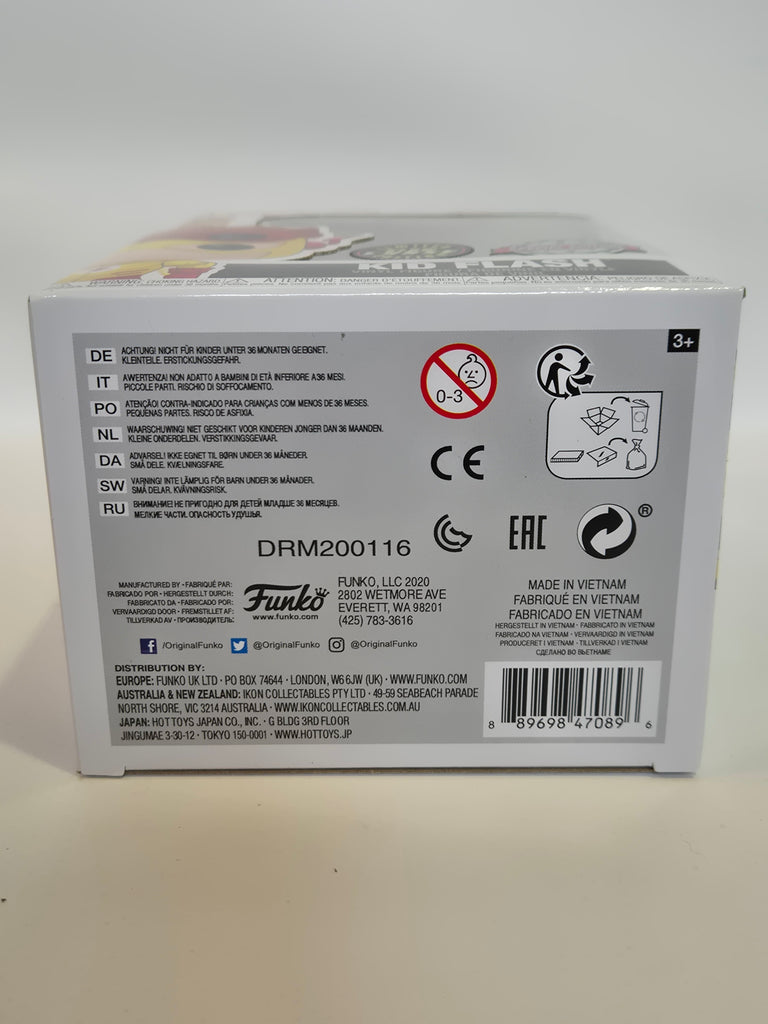 KID FLASH
WARNING: CHOKING HAZARD ATTENTION: DANGER D'ÉTOUFFEMENT ADVERTENCIA:
3+
DE ACHTUNG! NICHT FÜR KINDER UNTER 36 MONATEN GEEIGNET.
KLEINTEILE. ERSTICKUNGSGEFAHR.
IT AWERTENZA! NON ADATTO A BAMBINI DI ETÀ INFERIORE A 36 MESI.
PICCOLE PARTI. RISCHIO DI SOFFOCAMENTO.
PO ATENÇÃO! CONTRA-INDICADO PARA CRIANÇAS COM MENOS DE 36 MESES.
PEQUENAS PARTES. RISCO DE ASFIXIA.
NL WAARSCHUWING! NIET GESCHIKT VOOR KINDEREN JONGER DAN 36 MAANDEN.
KLEINE ONDERDELEN. VERSTIKKINGSGEVAAR.
DA ADVARSEL! IKKE EGNET TIL BØRN UNDER 36 MÅNEDER.
SMÅ DELE. KVÆLNINGSFARE.
SW VARNING! INTE LÄMPLIG FÖR BARN UNDER 36 MÅNADER.
SMÅ DELAR. KVÄVNINGSRISK.
RU ВНИМАНИЕ! НЕ ПРИГОДНО ДЛЯ ДЕТЕЙ МЛАДШЕ 36 МЕСЯЦЕВ.
МЕЛКИЕ ЧАСТИ. ОПАСНОСТЬ УДУШЬЯ.
0-3
CE
DRM200116
EAC
®
MANUFACTURED BY • FABRIQUÉ PAR:
FABRICADO POR • HERGESTELLT DURCH:
FABBRICATO DA • FABRICADO POR:
VERVAARDIGD DOOR • FREMSTILLET AF:
TILLVERKAD AV • ПРОИЗВОДИТЕЛЬ:
Funko
www.funko.com
FUNKO, LLC 2020
2802 WETMORE AVE
EVERETT, WA 98201
(425) 783-3616
/OriginalFunko @OriginalFunko @OriginalFunko
MADE IN VIETNAM
FABRIQUÉ EN VIETNAM
FABRICADO EN VIETNAM
HERGESTELLT IN VIETNAM • FABBRICATO IN VIETNAM
FABRICADO NA VIETNAM • VERVAARDIGD IN VIETNAM
PRODUCERET I VIETNAM • TILLVERKAD I VIETNAM
СДЕЛАНО ВО ВЬЕТНАМЕ
DISTRIBUTION BY:
EUROPE: FUNKO UK LTD • PO BOX 74644 • LONDON, W6 6JW (UK) • WWW.FUNKO.COM
AUSTRALIA & NEW ZEALAND: IKON COLLECTABLES PTY LTD • 49-59 SEABEACH PARADE
NORTH SHORE, VIC 3214 AUSTRALIA • WWW.IKONCOLLECTABLES.COM.AU
JAPAN: HOT TOYS JAPAN CO., INC. • G BLDG 3RD FLOOR
JINGUMAE 3-30-12 • TOKYO 150-0001 • WWW.HOTTOYS.JP
8 89698 47089 6